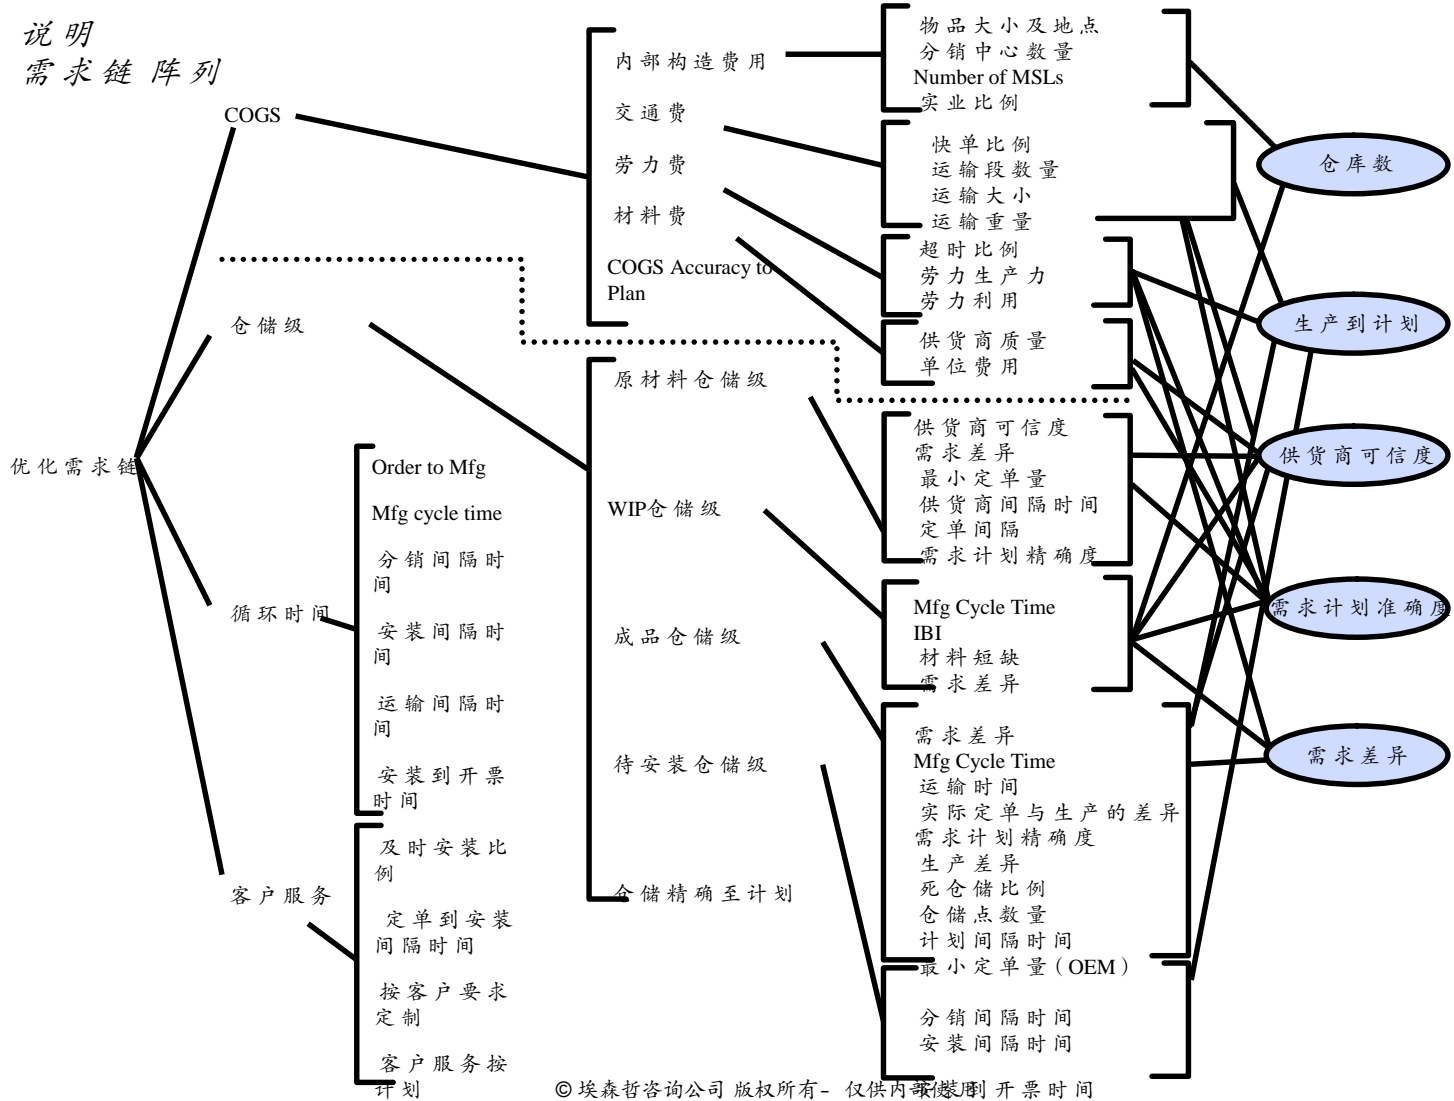 说明
需求链 阵列
优化需求链
COGS
仓储级
循环时间
客户服务
内部构造费用
交通费
劳力费
材料费
COGS Accuracy to
Plan
原材料仓储级
WIP仓储级
成品仓储级
待安装仓储级
仓储精确至计划
Order to Mfg
Mfg cycle time
分销间隔时
间
安装间隔时
间
运输间隔时
间
安装到开票
时间
及时安装比
例
定单到安装
间隔时间
按客户要求
定制
客户服务按
计划
物品大小及地点
分销中心数量
Number of MSLs
实业比例
快单比例
运输段数量
运输大小
运输重量
超时比例
劳力生产力
劳力利用
供货商质量
单位费用
供货商可信度
需求差异
最小定单量
供货商间隔时间
定单间隔
需求计划精确度
Mfg Cycle Time
IBI
材料短缺
需求差异
需求差异
Mfg Cycle Time
运输时间
实际定单与生产的差异
需求计划精确度
生产差异
死仓储比例
仓储点数量
计划间隔时间
最小定单量（OEM）
分销间隔时间
安装间隔时间
安装到开票时间
仓库数
生产到计划
供货商可信度
需求计划准确度
需求差异
© 埃森哲咨询公司 版权所有- 仅供内部使用